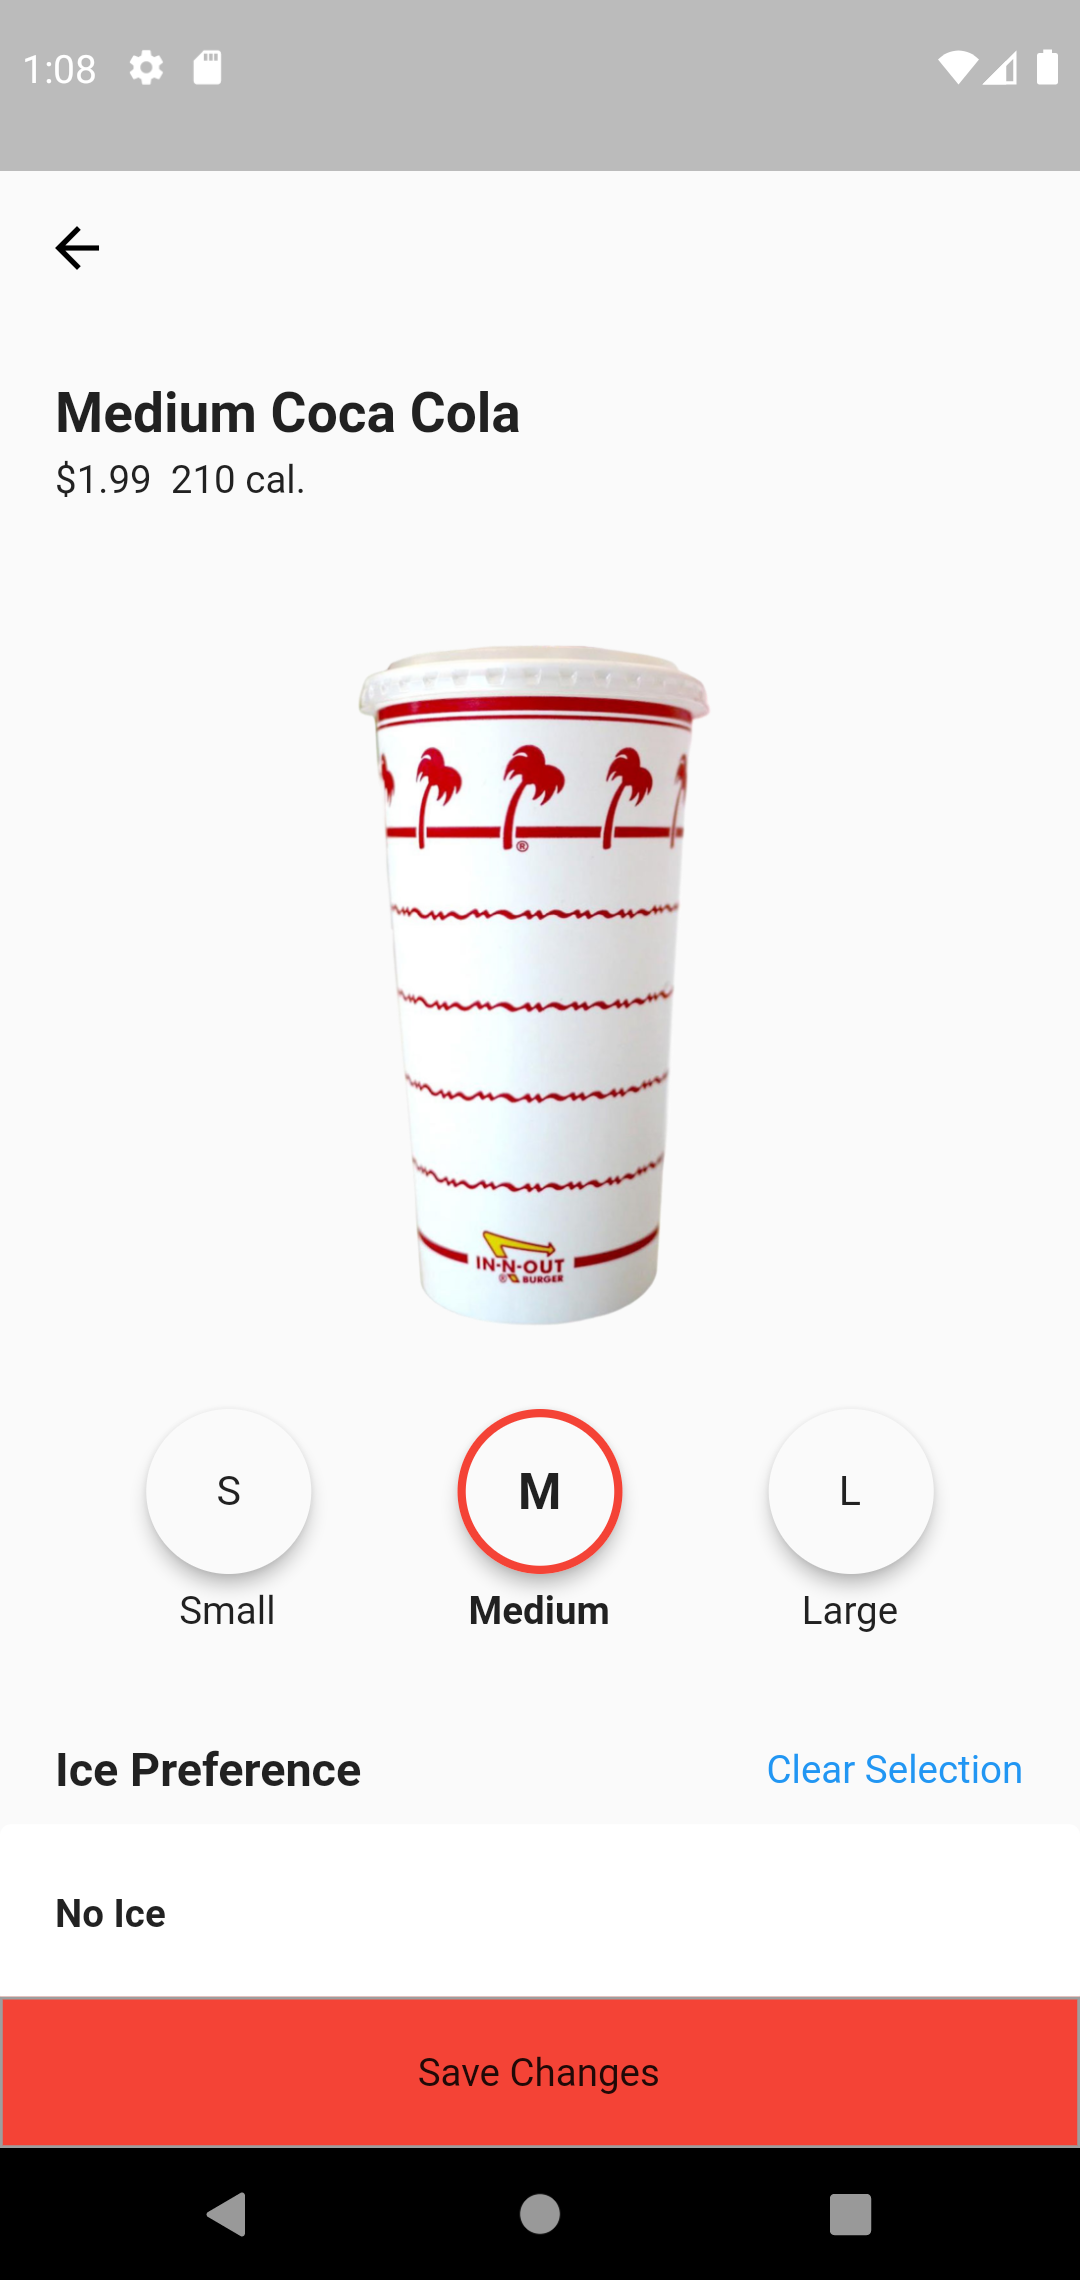 1:08
Medium Coca Cola
$1.99 210 cal.
®
IN-N-OUT
® BURGER
S
M
L
Small
Medium
Large
Ice Preference
Clear Selection
No Ice
Save Changes